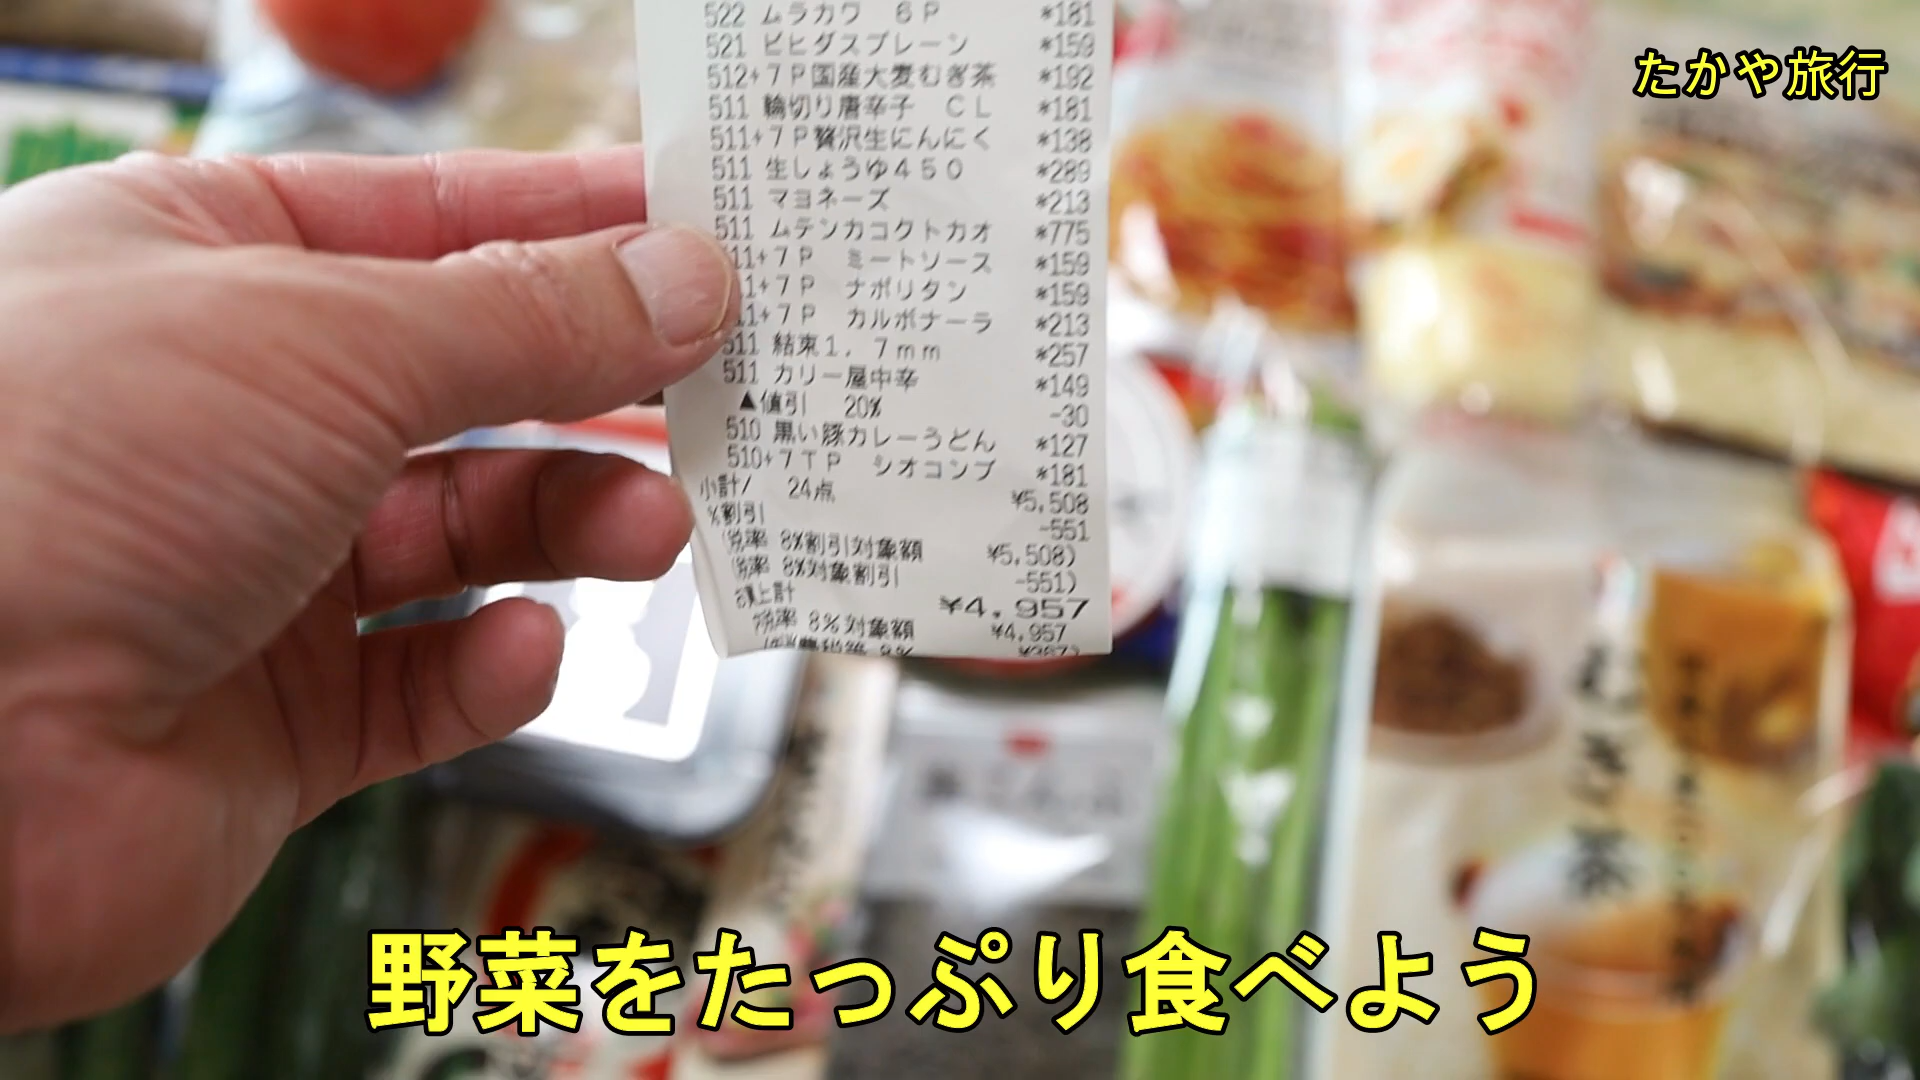 522 ムラカワ 6P *181
521 ビヒダスプレーン *159
512+7P国産大麦むぎ茶 *192
511 輪切り唐辛子 CL *181
511+7P贅沢生にんにく *138
511 生しょうゆ450 *289
511 マヨネーズ *213
511 ムテンカコクトカオ *775
11+7P ミートソース *159
1+7P ナポリタン *159
11+7P カルボナーラ *213
511 結束1.7mm *257
511 カリー屋中辛 *149
▲値引 20% -30
510 黒い豚カレーうどん *127
510+7TP シオコンブ *181
小計/ 24点 ¥5,508
%割引 -551
(税率 8%割引対象額 ¥5,508)
(税率 8%対象割引 -551)
買上計 ¥4,957
税率 8%対象額 ¥4,957
たかや旅行
むぎ茶
野菜をたっぷり食べよう